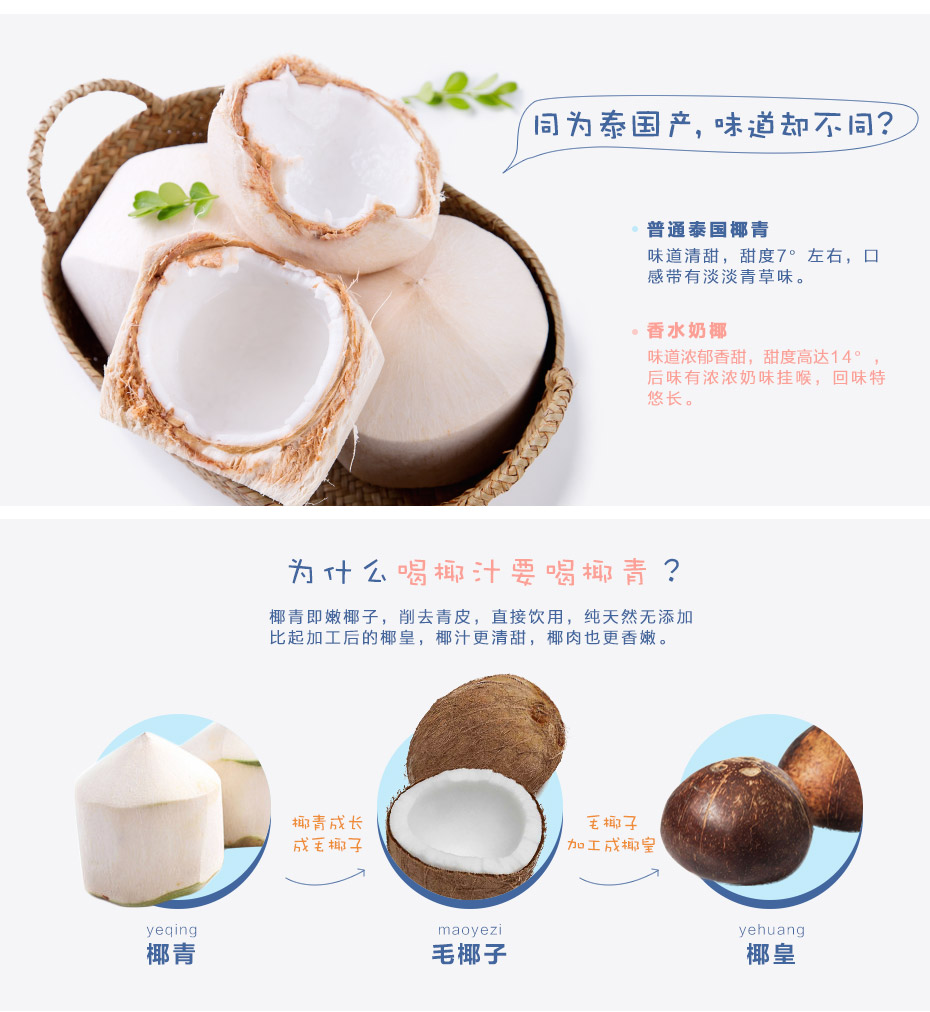 同为泰国产，味道却不同？
普通泰国椰青
味道清甜，甜度7°左右，口
感带有淡淡青草味。
香水奶椰
味道浓郁香甜，甜度高达14°，
后味有浓浓奶味挂喉，回味特
悠长。
为什么喝椰汁要喝椰青？
椰青即嫩椰子，削去青皮，直接饮用，纯天然无添加
比起加工后的椰皇，椰汁更清甜，椰肉也更香嫩。
椰青成长
成毛椰子
毛椰子
加工成椰皇
yeqing
椰青
maoyezi
毛椰子
yehuang
椰皇